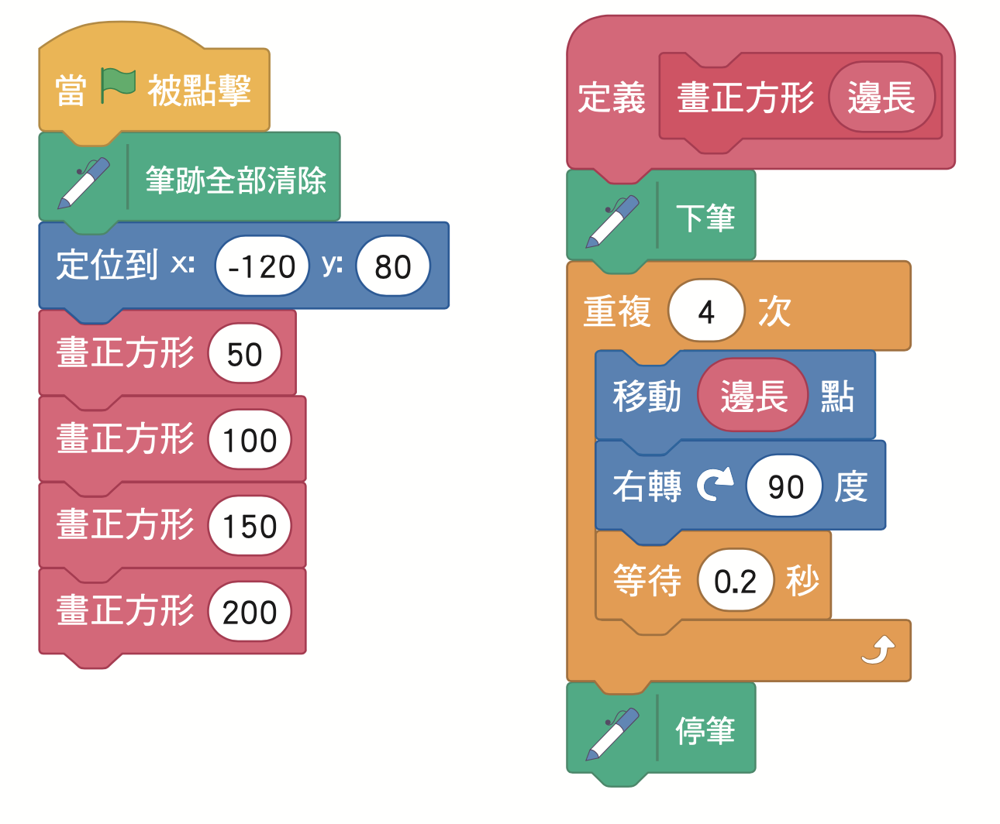 當 被點擊
筆跡全部清除
定位到 x: -120 y: 80
畫正方形 50
畫正方形 100
畫正方形 150
畫正方形 200
定義 畫正方形 邊長
下筆
重複 4 次
移動 邊長 點
右轉 90 度
等待 0.2 秒
停筆